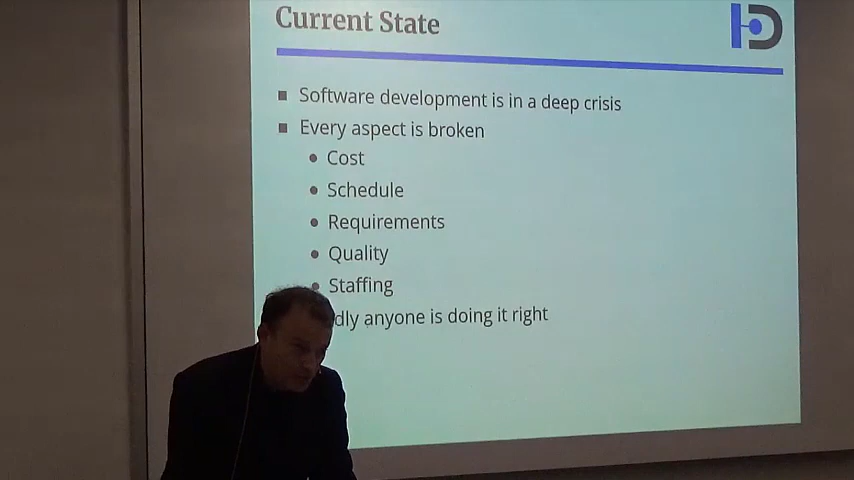 Current State
Software development is in a deep crisis
Every aspect is broken
Cost
Schedule
Requirements
Quality
Staffing
anyone is doing it right